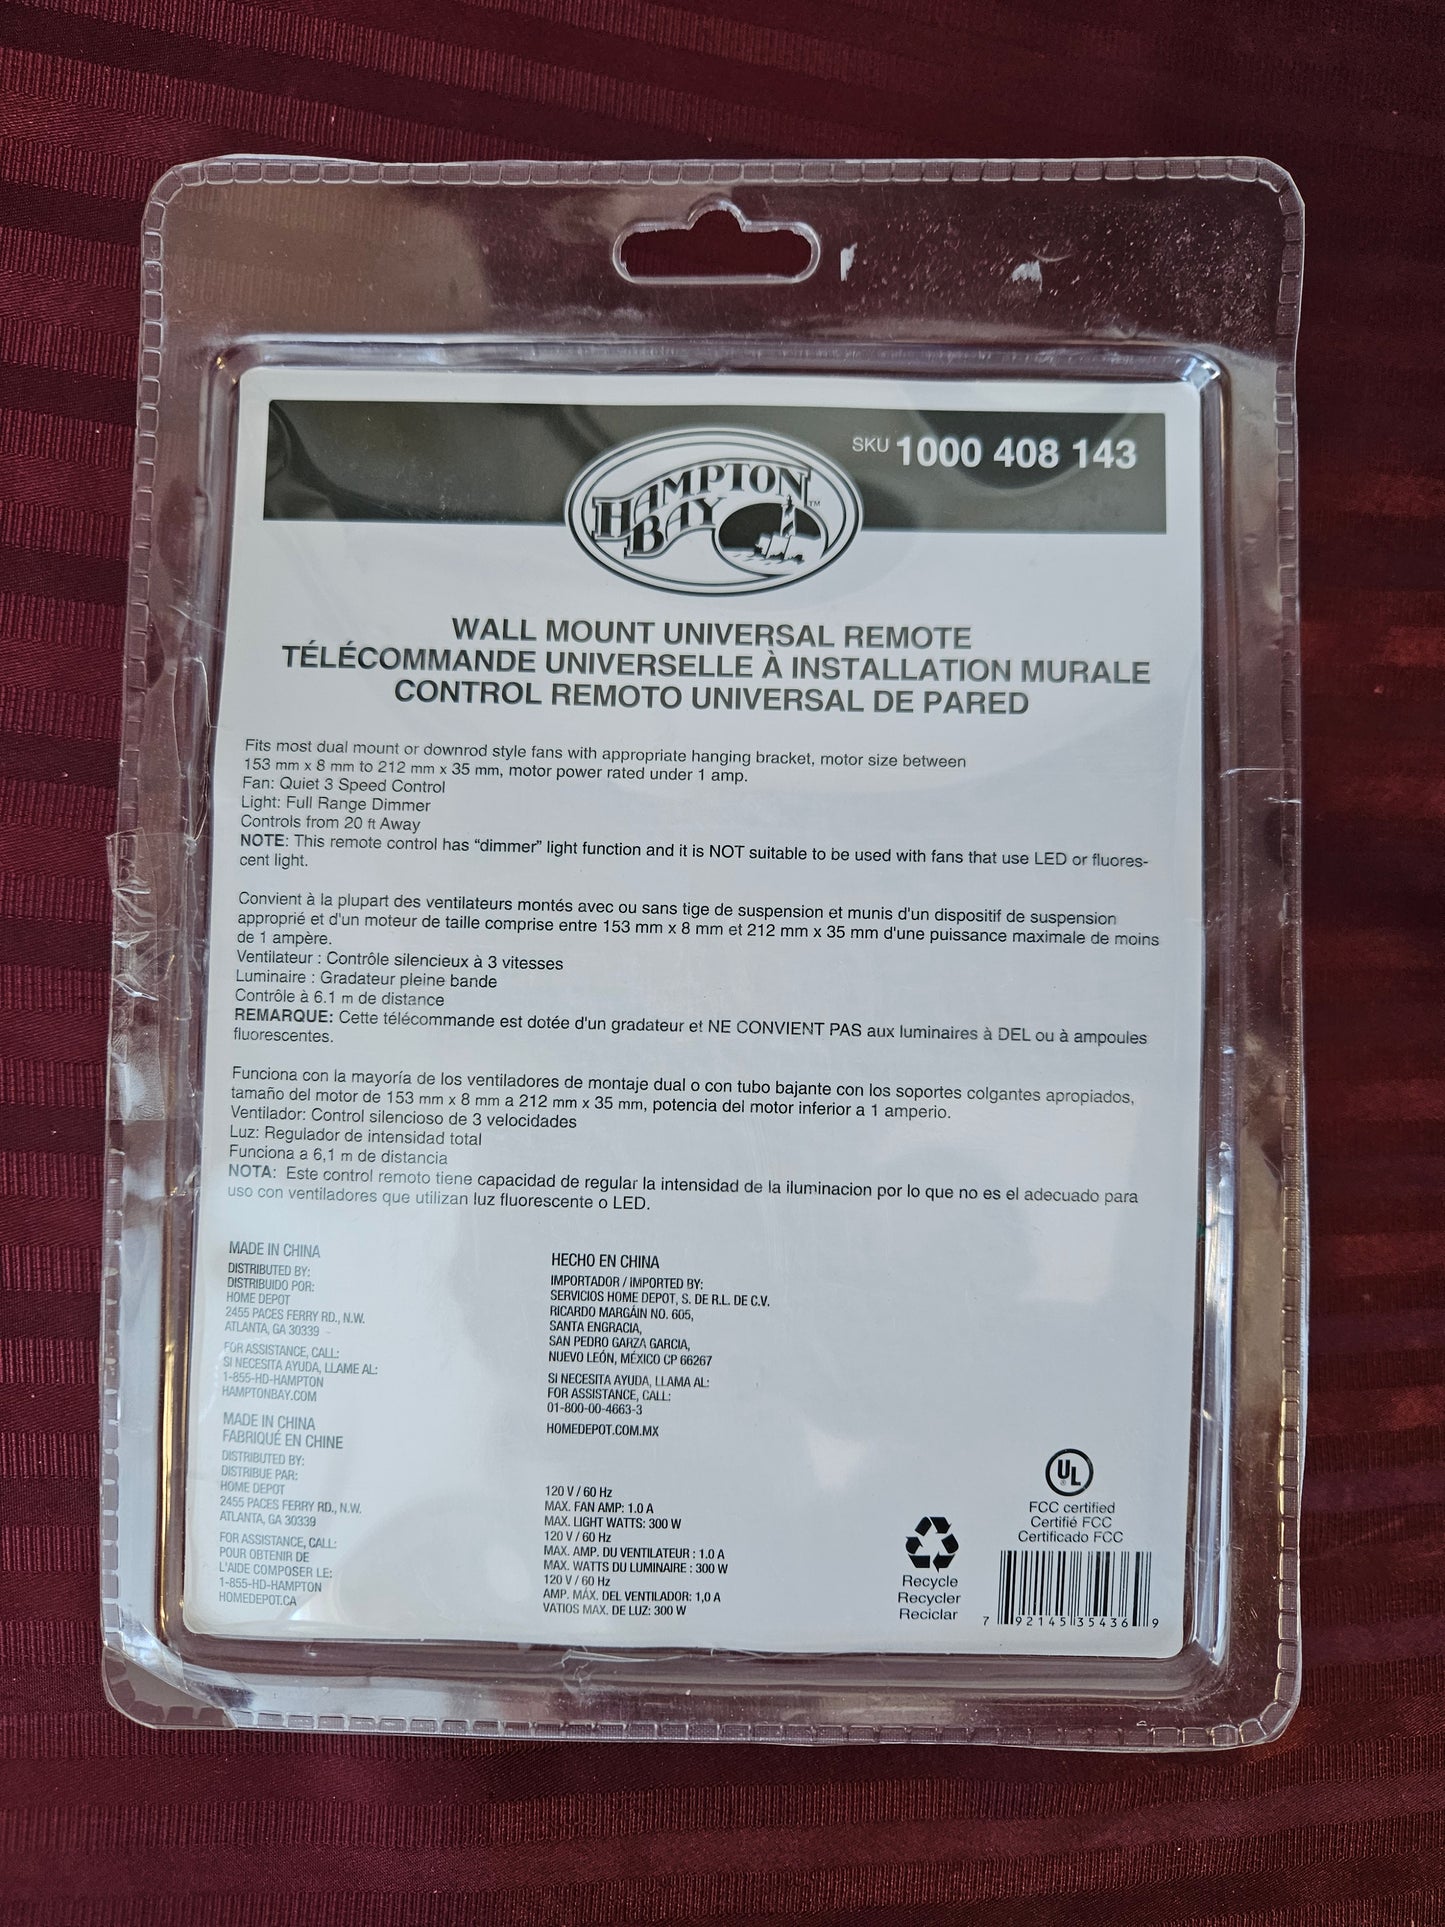 SKU 1000 408 143
HAMPTON
BAY
TM
WALL MOUNT UNIVERSAL REMOTE
TÉLÉCOMMANDE UNIVERSELLE À INSTALLATION MURALE
CONTROL REMOTO UNIVERSAL DE PARED
Fits most dual mount or downrod style fans with appropriate hanging bracket, motor size between
153 mm x 8 mm to 212 mm x 35 mm, motor power rated under 1 amp.
Fan: Quiet 3 Speed Control
Light: Full Range Dimmer
Controls from 20 ft Away
NOTE: This remote control has “dimmer” light function and it is NOT suitable to be used with fans that use LED or fluores-
cent light.
Convient à la plupart des ventilateurs montés avec ou sans tige de suspension et munis d'un dispositif de suspension
approprié et d'un moteur de taille comprise entre 153 mm x 8 mm et 212 mm x 35 mm d'une puissance maximale de moins
de 1 ampère.
Ventilateur : Contrôle silencieux à 3 vitesses
Luminaire : Gradateur pleine bande
Contrôle à 6.1 m de distance
REMARQUE: Cette télécommande est dotée d'un gradateur et NE CONVIENT PAS aux luminaires à DEL ou à ampoules
fluorescentes.
Funciona con la mayoría de los ventiladores de montaje dual o con tubo bajante con los soportes colgantes apropiados,
tamaño del motor de 153 mm x 8 mm a 212 mm x 35 mm, potencia del motor inferior a 1 amperio.
Ventilador: Control silencioso de 3 velocidades
Luz: Regulador de intensidad total
Funciona a 6,1 m de distancia
NOTA: Este control remoto tiene capacidad de regular la intensidad de la iluminacion por lo que no es el adecuado para
uso con ventiladores que utilizan luz fluorescente o LED.
MADE IN CHINA
DISTRIBUTED BY:
DISTRIBUIDO POR:
HOME DEPOT
2455 PACES FERRY RD., N.W.
ATLANTA, GA 30339
FOR ASSISTANCE, CALL:
SI NECESITA AYUDA, LLAME AL:
1-855-HD-HAMPTON
HAMPTONBAY.COM
MADE IN CHINA
FABRIQUÉ EN CHINE
DISTRIBUTED BY:
DISTRIBUE PAR:
HOME DEPOT
2455 PACES FERRY RD., N.W.
ATLANTA, GA 30339
FOR ASSISTANCE, CALL:
POUR OBTENIR DE
L'AIDE COMPOSER LE:
1-855-HD-HAMPTON
HOMEDEPOT.CA
HECHO EN CHINA
IMPORTADOR / IMPORTED BY:
SERVICIOS HOME DEPOT, S. DE R.L. DE C.V.
RICARDO MARGÁIN NO. 605,
SANTA ENGRACIA,
SAN PEDRO GARZA GARCIA,
NUEVO LEÓN, MÉXICO CP 66267
SI NECESITA AYUDA, LLAMA AL:
FOR ASSISTANCE, CALL:
01-800-00-4663-3
HOMEDEPOT.COM.MX
120 V / 60 Hz
MAX. FAN AMP: 1.0 A
MAX. LIGHT WATTS: 300 W
120 V / 60 Hz
MAX. AMP. DU VENTILATEUR : 1.0 A
MAX. WATTS DU LUMINAIRE : 300 W
120 V / 60 Hz
AMP. MÁX. DEL VENTILADOR: 1,0 A
VATIOS MAX. DE LUZ: 300 W
Recycle
Recycler
Reciclar
UL
FCC certified
Certifié FCC
Certificado FCC
7 92145 35436 9